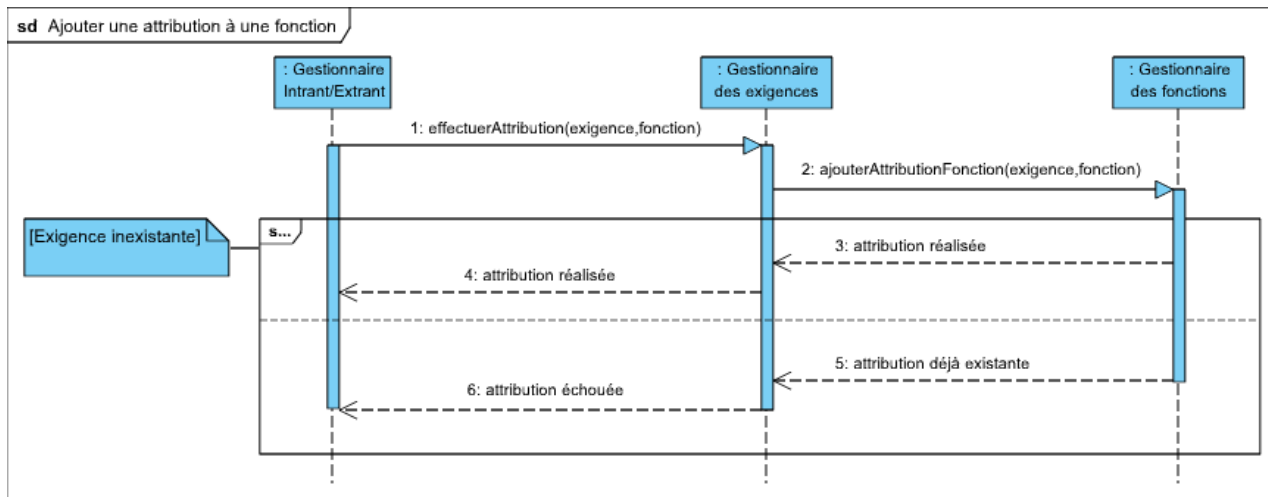 sd Ajouter une attribution à une fonction
: Gestionnaire
Intrant/Extrant
: Gestionnaire
des exigences
: Gestionnaire
des fonctions
1: effectuerAttribution(exigence,fonction)
2: ajouterAttributionFonction(exigence,fonction)
[Exigence inexistante]
s...
3: attribution réalisée
4: attribution réalisée
5: attribution déjà existante
6: attribution échouée